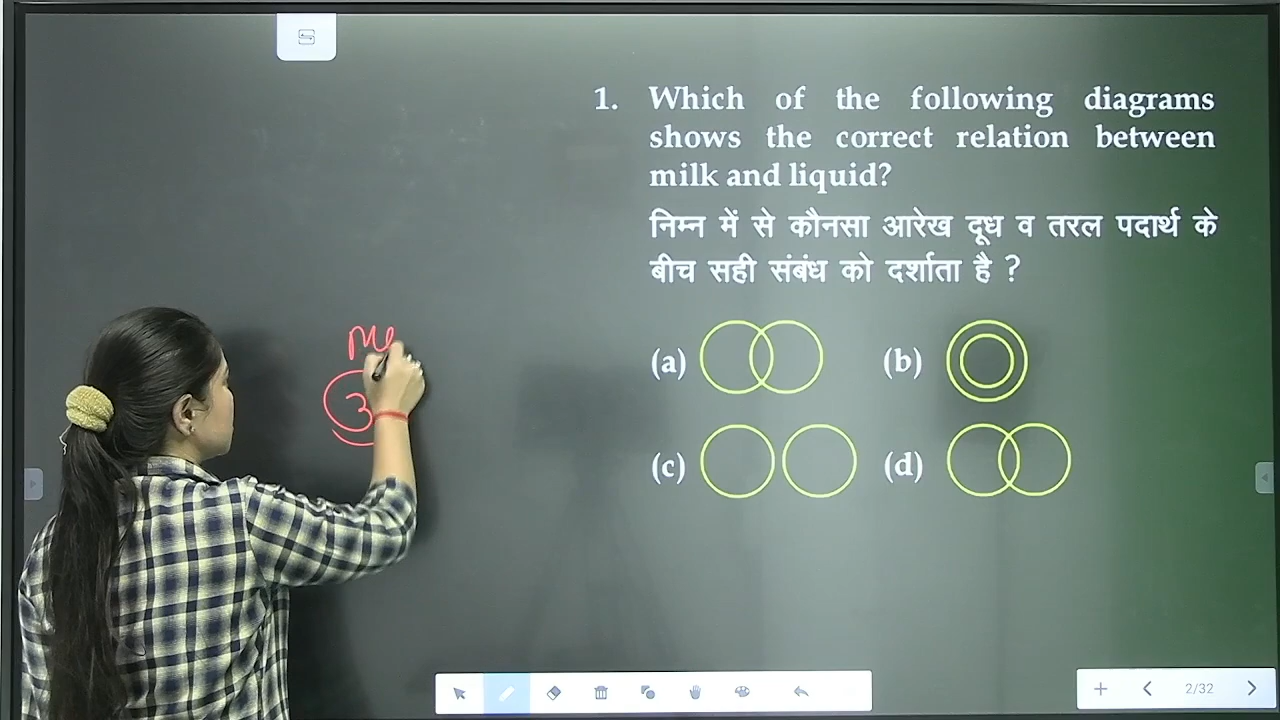 1. Which of the following diagrams
shows the correct relation between
milk and liquid?
निम्न में से कौनसा आरेख दूध व तरल पदार्थ के
बीच सही संबंध को दर्शाता है ?
(a) (b)
(c) (d)
2/32